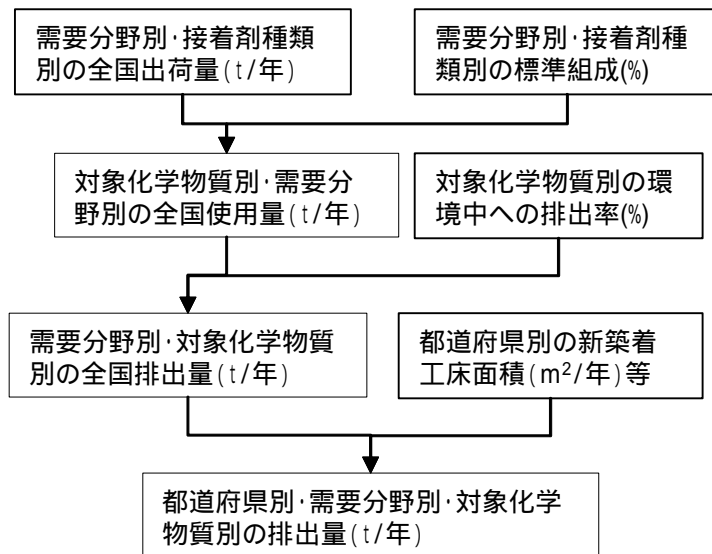 需要分野別･接着剤種類
別の全国出荷量(t/年)
需要分野別･接着剤種
類別の標準組成(%)
対象化学物質別･需要分
野別の全国使用量(t/年)
対象化学物質別の環
境中への排出率(%)
需要分野別･対象化学物質
別の全国排出量(t/年)
都道府県別の新築着
工床面積(m²/年)等
都道府県別･需要分野別･対象化学
物質別の排出量(t/年)